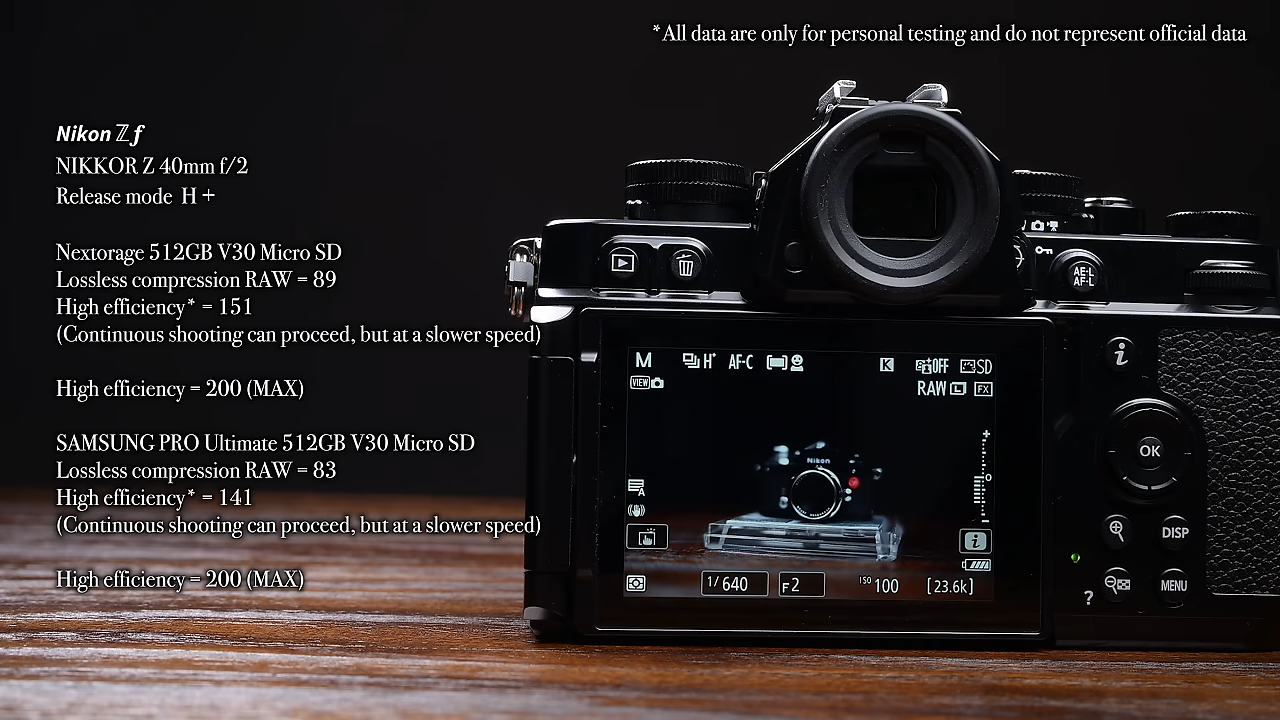 *All data are only for personal testing and do not represent official data
Nikon Z f
NIKKOR Z 40mm f/2
Release mode H +
Nextorage 512GB V30 Micro SD
Lossless compression RAW = 89
High efficiency* = 151
(Continuous shooting can proceed, but at a slower speed)
High efficiency = 200 (MAX)
SAMSUNG PRO Ultimate 512GB V30 Micro SD
Lossless compression RAW = 83
High efficiency* = 141
(Continuous shooting can proceed, but at a slower speed)
High efficiency = 200 (MAX)
AE-L
AF-L
i
M H+ AF-C K OFF SD
VIEW RAW L FX
OK
Nikon
A
i
DISP
1/640 F2 ISO 100 [23.6k]
? MENU